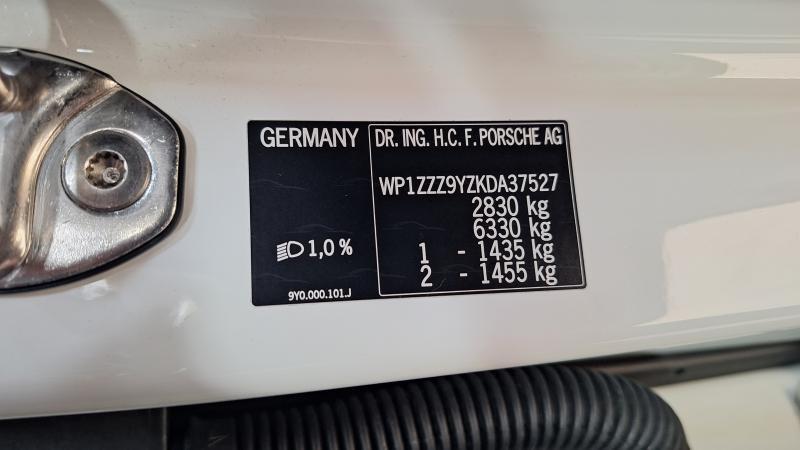 GERMANY
1,0 %
9Y0.000.101.J
DR. ING. H.C. F. PORSCHE AG
WP1ZZZ9YZKDA37527
2830 kg
6330 kg
1 - 1435 kg
2 - 1455 kg